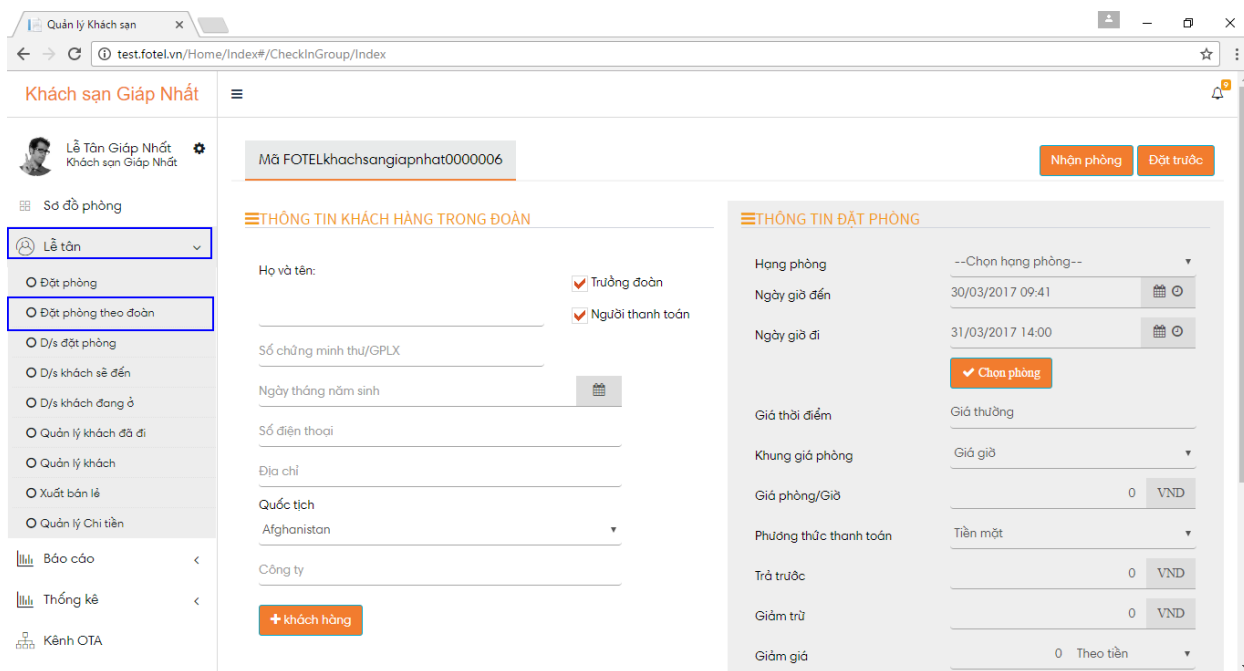 Quản lý Khách sạn
test.fotel.vn/Home/Index#/CheckInGroup/Index
Khách sạn Giáp Nhất
9
Lễ Tân Giáp Nhất
Khách sạn Giáp Nhất
Sơ đồ phòng
Lễ tân
Đặt phòng
Đặt phòng theo đoàn
D/s đặt phòng
D/s khách sẽ đến
D/s khách đang ở
Quản lý khách đã đi
Quản lý khách
Xuất bán lẻ
Quản lý Chi tiền
Báo cáo
Thống kê
Kênh OTA
Mã FOTELkhachsangiapnhat0000006
Nhận phòng
Đặt trước
THÔNG TIN KHÁCH HÀNG TRONG ĐOÀN
Họ và tên:
Trưởng đoàn
Người thanh toán
Số chứng minh thư/GPLX
Ngày tháng năm sinh
Số điện thoại
Địa chỉ
Quốc tịch
Afghanistan
Công ty
+ khách hàng
THÔNG TIN ĐẶT PHÒNG
Hạng phòng --Chọn hạng phòng--
Ngày giờ đến 30/03/2017 09:41
Ngày giờ đi 31/03/2017 14:00
Chọn phòng
Giá thời điểm Giá thường
Khung giá phòng Giá giờ
Giá phòng/Giờ 0 VND
Phương thức thanh toán Tiền mặt
Trả trước 0 VND
Giảm trừ 0 VND
Giảm giá 0 Theo tiền